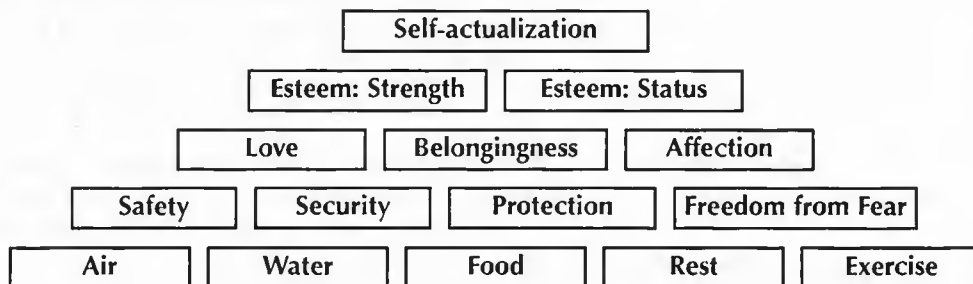 Self-actualization
Esteem: Strength Esteem: Status
Love Belongingness Affection
Safety Security Protection Freedom from Fear
Air Water Food Rest Exercise